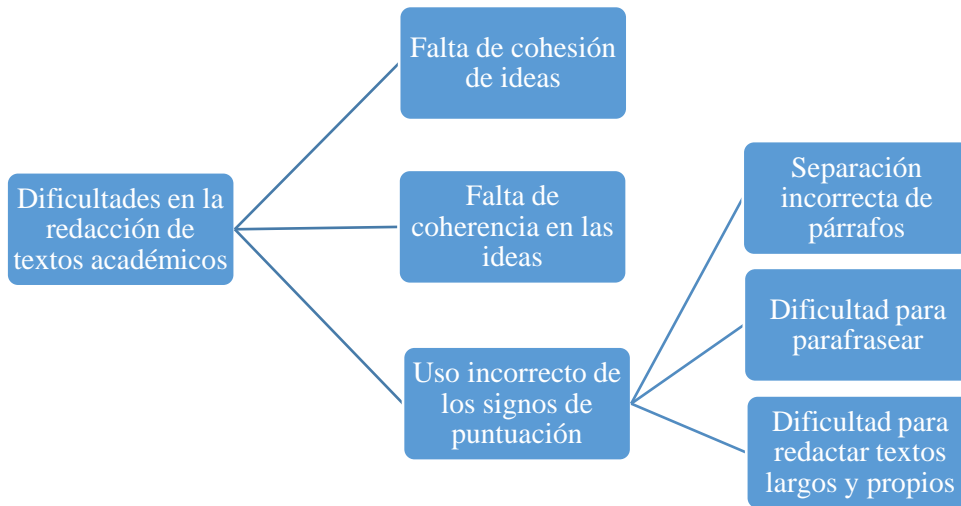 Dificultades en la
redacción de
textos académicos
Falta de cohesión
de ideas
Falta de
coherencia en las
ideas
Uso incorrecto de
los signos de
puntuación
Separación
incorrecta de
párrafos
Dificultad para
parafrasear
Dificultad para
redactar textos
largos y propios